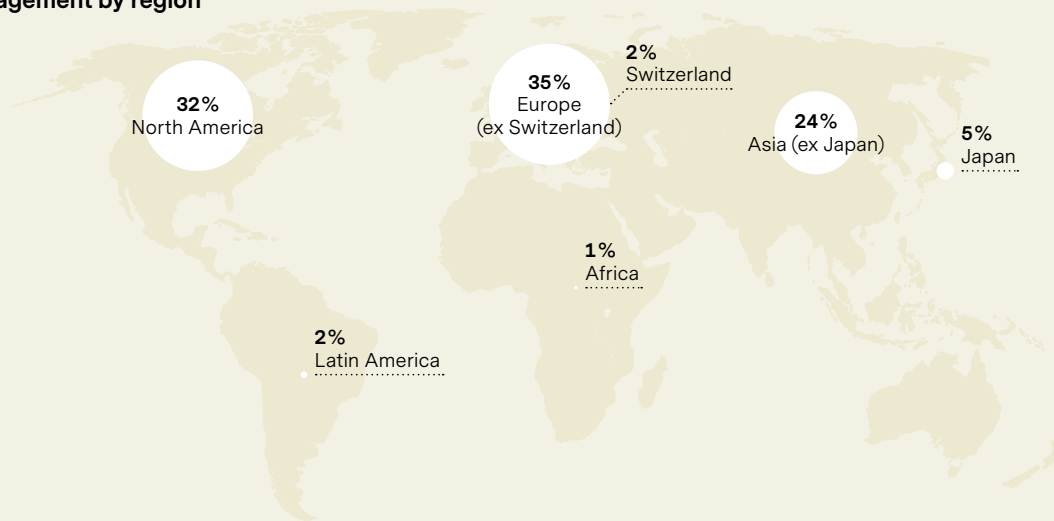 by region
32%
North America
35%
Europe
(ex Switzerland)
2%
Switzerland
24%
Asia (ex Japan)
5%
Japan
1%
Africa
2%
Latin America